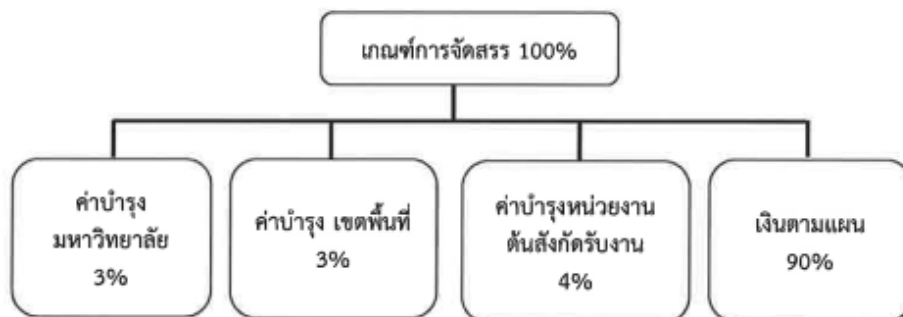 เกณฑ์การจัดสรร 100%
ค่าบำรุง
มหาวิทยาลัย
3%
ค่าบำรุง เขตพื้นที่
3%
ค่าบำรุงหน่วยงาน
ต้นสังกัดรับงาน
4%
เงินตามแผน
90%